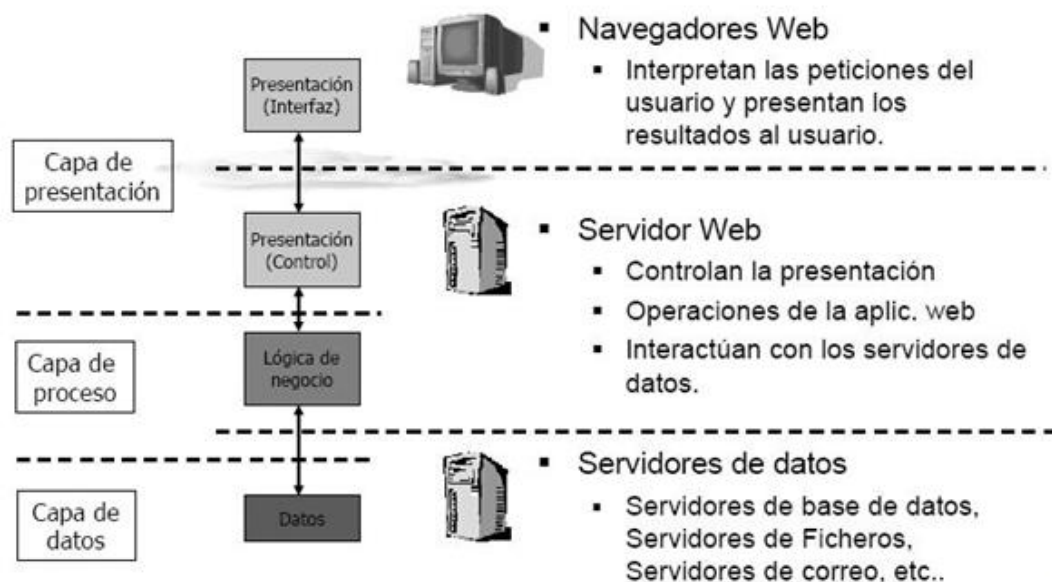 Presentación
(Interfaz)
Capa de
presentación
Presentación
(Control)
Capa de
proceso
Lógica de
negocio
Capa de
datos
Datos
▪ Navegadores Web
▪ Interpretan las peticiones del
usuario y presentan los
resultados al usuario.
▪ Servidor Web
▪ Controlan la presentación
▪ Operaciones de la aplic. web
▪ Interactúan con los servidores de
datos.
▪ Servidores de datos
▪ Servidores de base de datos,
Servidores de Ficheros,
Servidores de correo, etc..